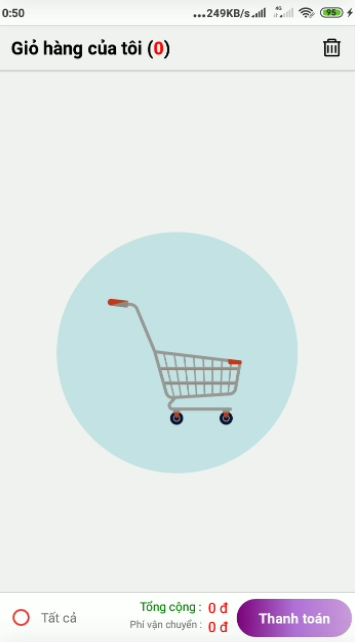 0:50 ...249KB/s 4G 95
Giỏ hàng của tôi (0)
Tất cả
Tổng cộng : 0 đ
Phí vận chuyển : 0 đ
Thanh toán